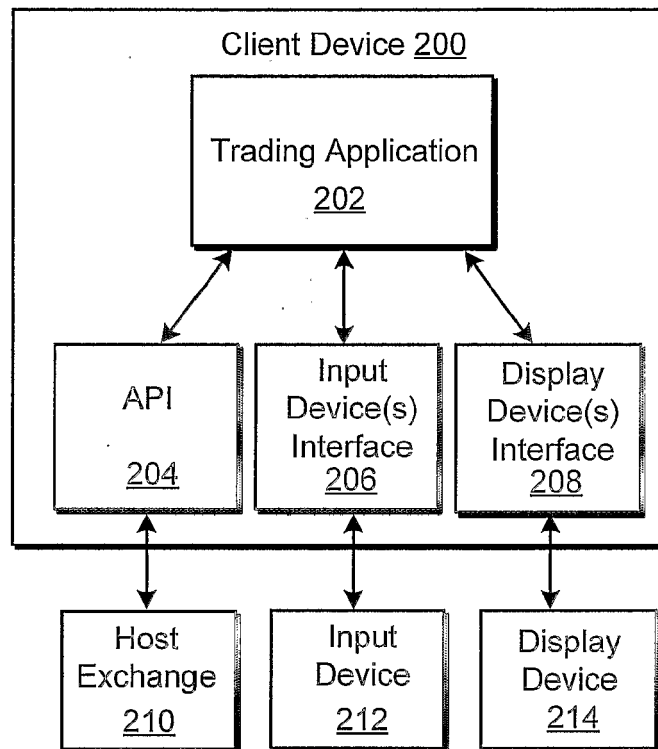 Client Device 200
Trading Application
202
API
204
Input
Device(s)
Interface
206
Display
Device(s)
Interface
208
Host
Exchange
210
Input
Device
212
Display
Device
214